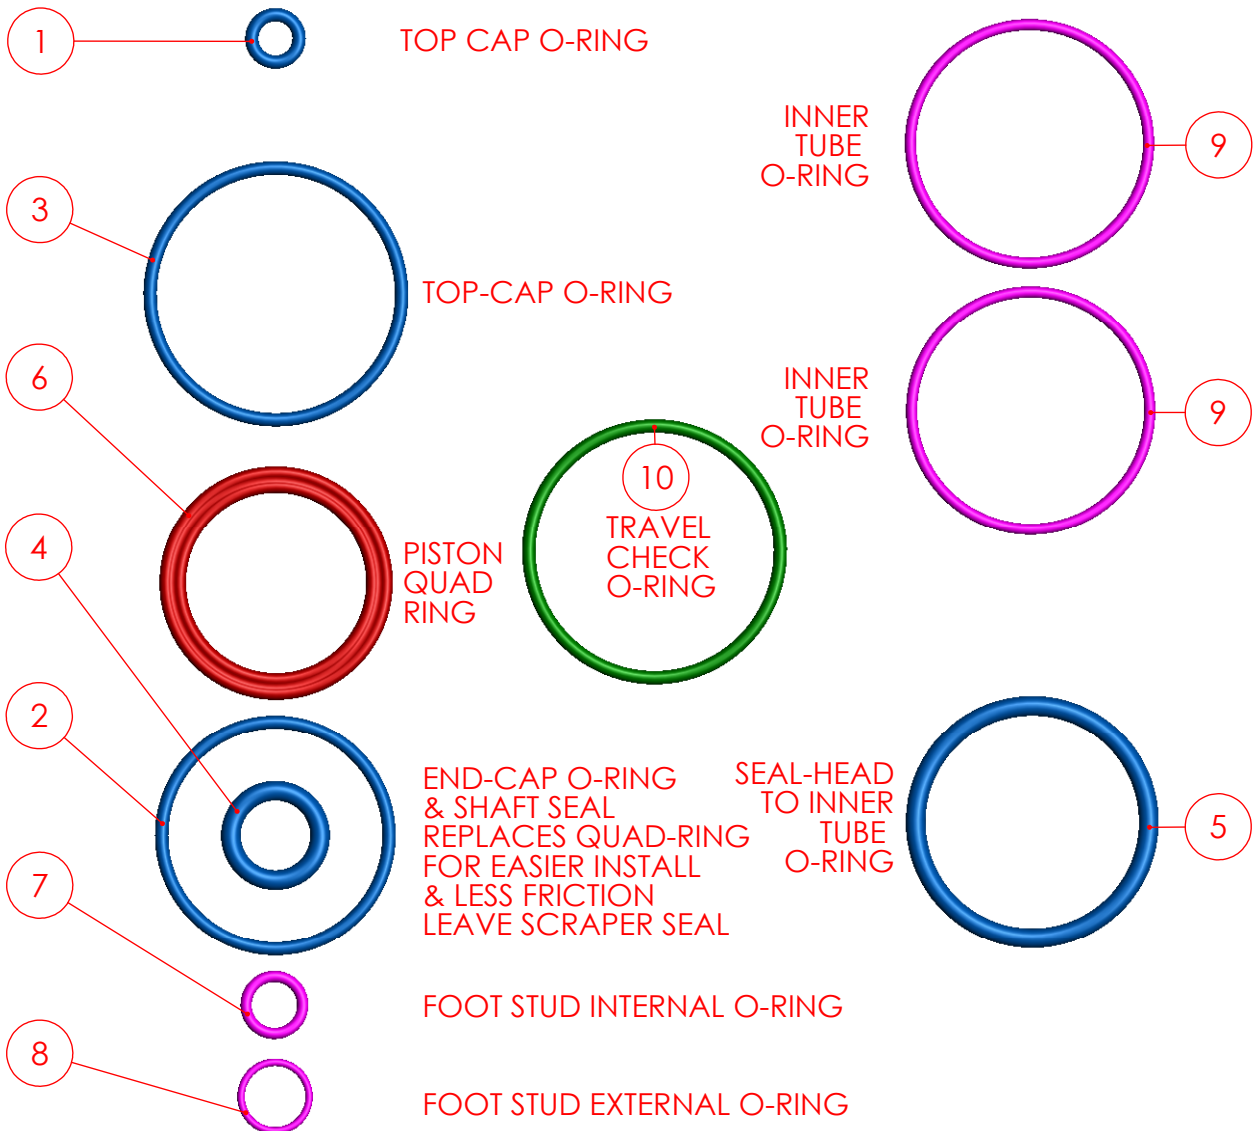 1
TOP CAP O-RING
3
TOP-CAP O-RING
6
PISTON
QUAD
RING
4
2
END-CAP O-RING
& SHAFT SEAL
REPLACES QUAD-RING
FOR EASIER INSTALL
& LESS FRICTION
LEAVE SCRAPER SEAL
7
FOOT STUD INTERNAL O-RING
8
FOOT STUD EXTERNAL O-RING
10
TRAVEL
CHECK
O-RING
INNER
TUBE
O-RING
9
INNER
TUBE
O-RING
9
SEAL-HEAD
TO INNER
TUBE
O-RING
5